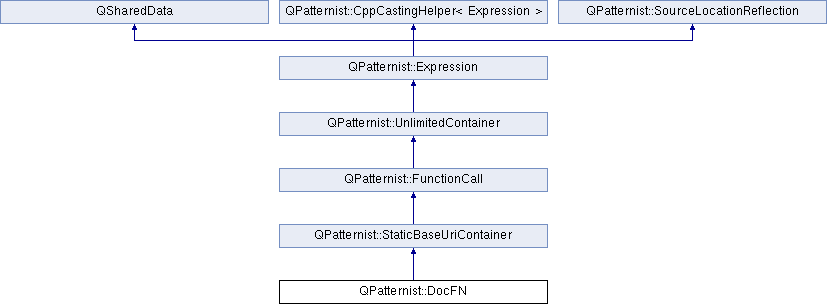 QSharedData
QPatternist::CppCastingHelper< Expression >
QPatternist::SourceLocationReflection
QPatternist::Expression
QPatternist::UnlimitedContainer
QPatternist::FunctionCall
QPatternist::StaticBaseUriContainer
QPatternist::DocFN